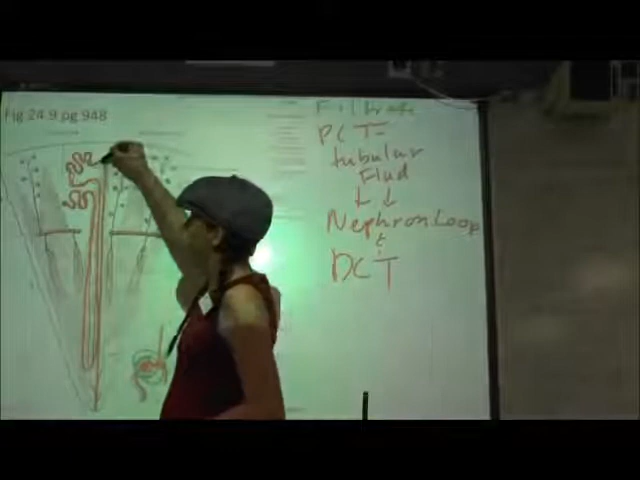 Fig 24.9 pg 948
Filtrate
PCT-
tubular
Fluid
Nephron Loop
DCT